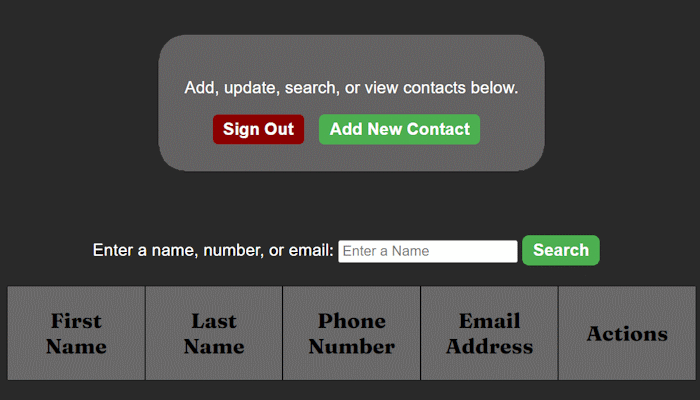 Add, update, search, or view contacts below.
Sign Out Add New Contact
Enter a name, number, or email: Enter a Name Search
First Name Last Name Phone Number Email Address Actions